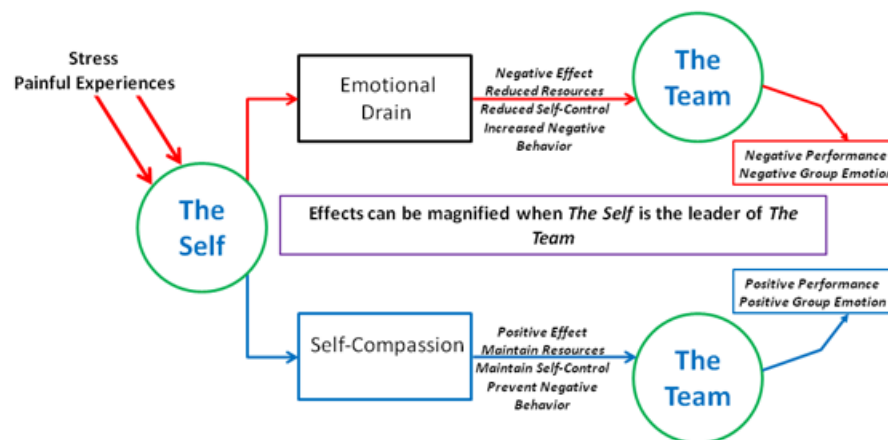 Stress
Painful Experiences
Emotional
Drain
Negative Effect
Reduced Resources
Reduced Self-Control
Increased Negative
Behavior
The
Team
Negative Performance
Negative Group Emotion
The
Self
Effects can be magnified when The Self is the leader of The
Team
Self-Compassion
Positive Effect
Maintain Resources
Maintain Self-Control
Prevent Negative
Behavior
The
Team
Positive Performance
Positive Group Emotion